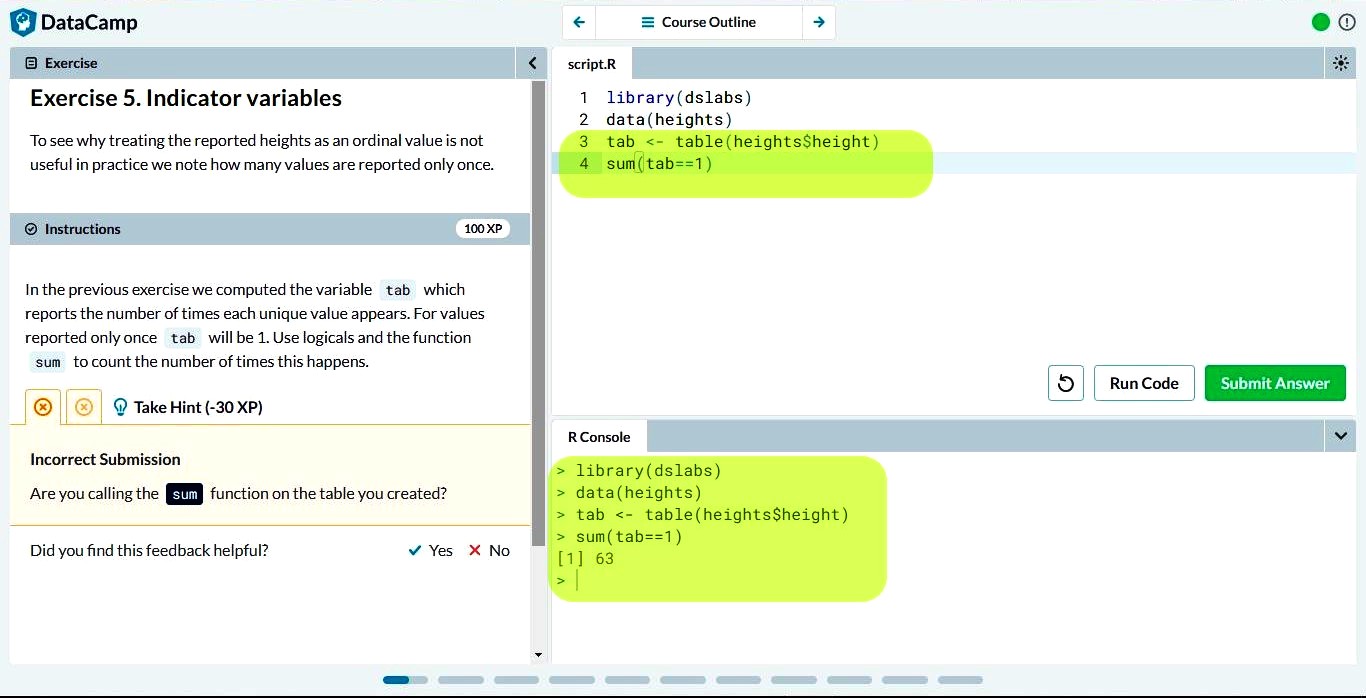 DataCamp
Course Outline
Exercise
Exercise 5. Indicator variables
To see why treating the reported heights as an ordinal value is not
useful in practice we note how many values are reported only once.
Instructions
100 XP
In the previous exercise we computed the variable tab which
reports the number of times each unique value appears. For values
reported only once tab will be 1. Use logicals and the function
sum to count the number of times this happens.
Take Hint (-30 XP)
Incorrect Submission
Are you calling the sum function on the table you created?
Did you find this feedback helpful?
Yes
No
script.R
1 library(dslabs)
2 data(heights)
3 tab <- table(heights$height)
4 sum(tab==1)
Run Code
Submit Answer
R Console
> library(dslabs)
> data(heights)
> tab <- table(heights$height)
> sum(tab==1)
[1] 63
>